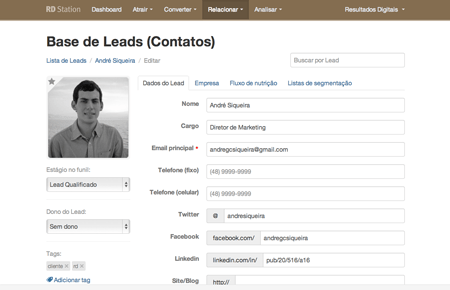 RD Station Dashboard Atrair Converter Relacionar Analisar Resultados Digitais
Base de Leads (Contatos)
Lista de Leads / André Siqueira / Editar
Buscar por Lead
Dados do Lead Empresa Fluxo de nutrição Listas de segmentação
Nome André Siqueira
Cargo Diretor de Marketing
Email principal * andregcsiqueira@gmail.com
Telefone (fixo) (48) 9999-9999
Telefone (celular) (48) 9999-9999
Twitter @ andresiqueira
Facebook facebook.com/ andregcsiqueira
Linkedin linkedin.com/in/ pub/20/516/a16
Site/Blog http://
Estágio no funil:
Lead Qualificado
Dono do Lead:
Sem dono
Tags:
cliente × rd ×
Adicionar tag